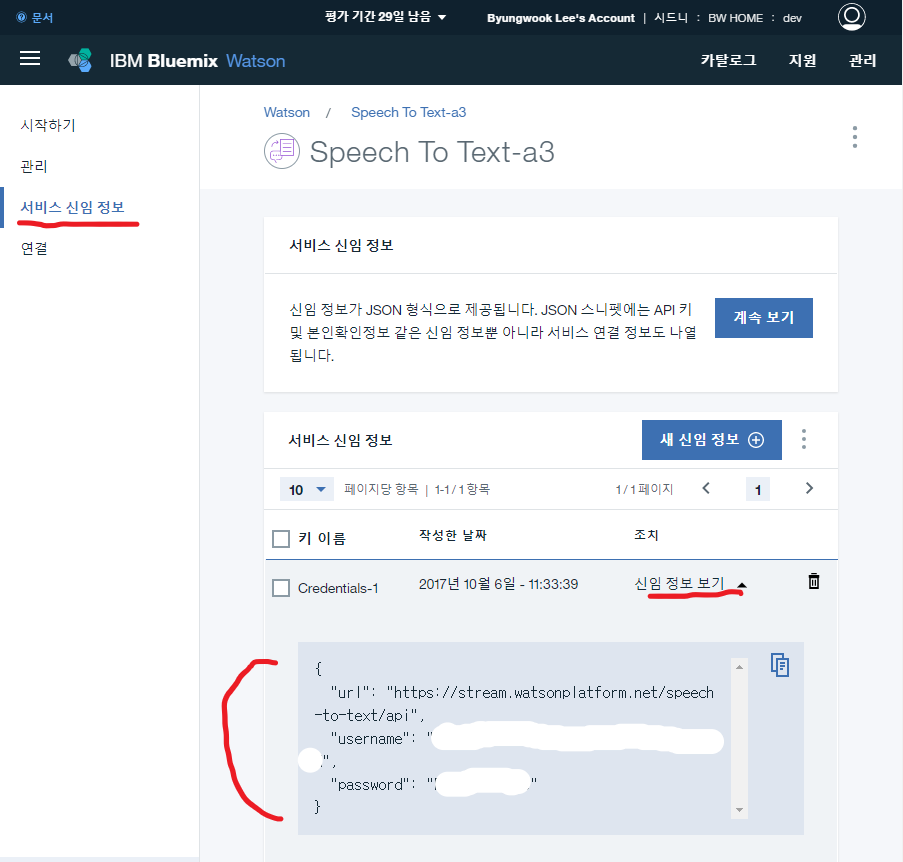 문서
평가 기간 29일 남음
Byungwook Lee's Account | 시드니 : BW HOME : dev
IBM Bluemix Watson
카탈로그 지원 관리
시작하기
관리
서비스 신임 정보
연결
Watson / Speech To Text-a3
Speech To Text-a3
서비스 신임 정보
신임 정보가 JSON 형식으로 제공됩니다. JSON 스니펫에는 API 키
및 본인확인정보 같은 신임 정보뿐 아니라 서비스 연결 정보도 나열
됩니다.
계속 보기
서비스 신임 정보
새 신임 정보
10 페이지당 항목 | 1-1 / 1 항목
1 / 1 페이지 < 1 >
키 이름 작성한 날짜 조치
Credentials-1 2017년 10월 6일 - 11:33:39 신임 정보 보기
{
"url": "https://stream.watsonplatform.net/speech
-to-text/api",
"username": "
",
"password": " "
}